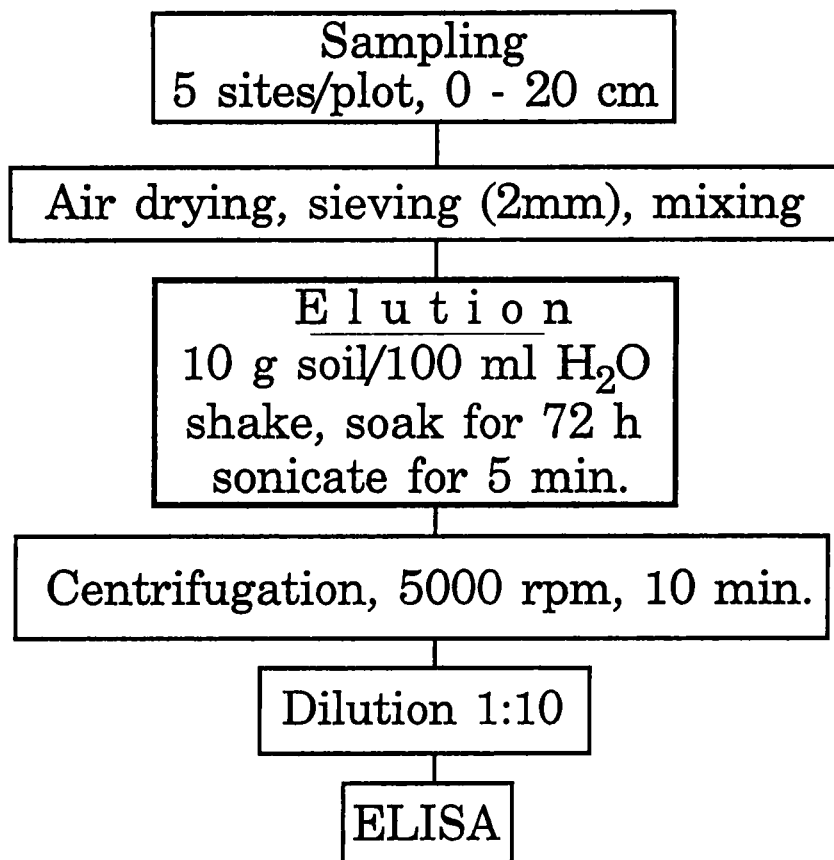 Sampling
5 sites/plot, 0 - 20 cm
Air drying, sieving (2mm), mixing
Elution
10 g soil/100 ml H₂O
shake, soak for 72 h
sonicate for 5 min.
Centrifugation, 5000 rpm, 10 min.
Dilution 1:10
ELISA